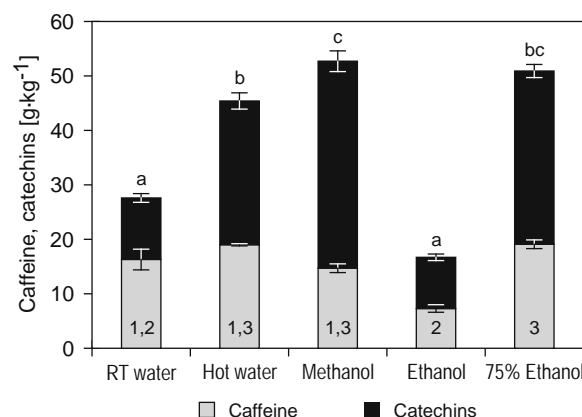 60
50
40
30
20
10
0
Caffeine, catechins [g·kg⁻¹]
a
b
c
a
bc
1,2
1,3
1,3
2
3
RT water
Hot water
Methanol
Ethanol
75% Ethanol
Caffeine
Catechins